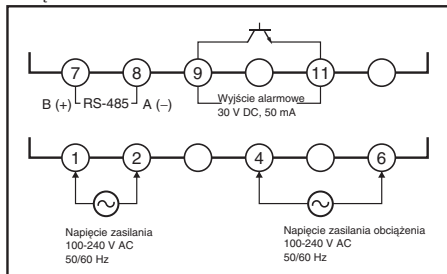 7 8 9 11
B (+) RS-485 A (–) Wyjście alarmowe
30 V DC, 50 mA
1 2 4 6
Napięcie zasilania
100-240 V AC
50/60 Hz
Napięcie zasilania obciążenia
100-240 V AC
50/60 Hz